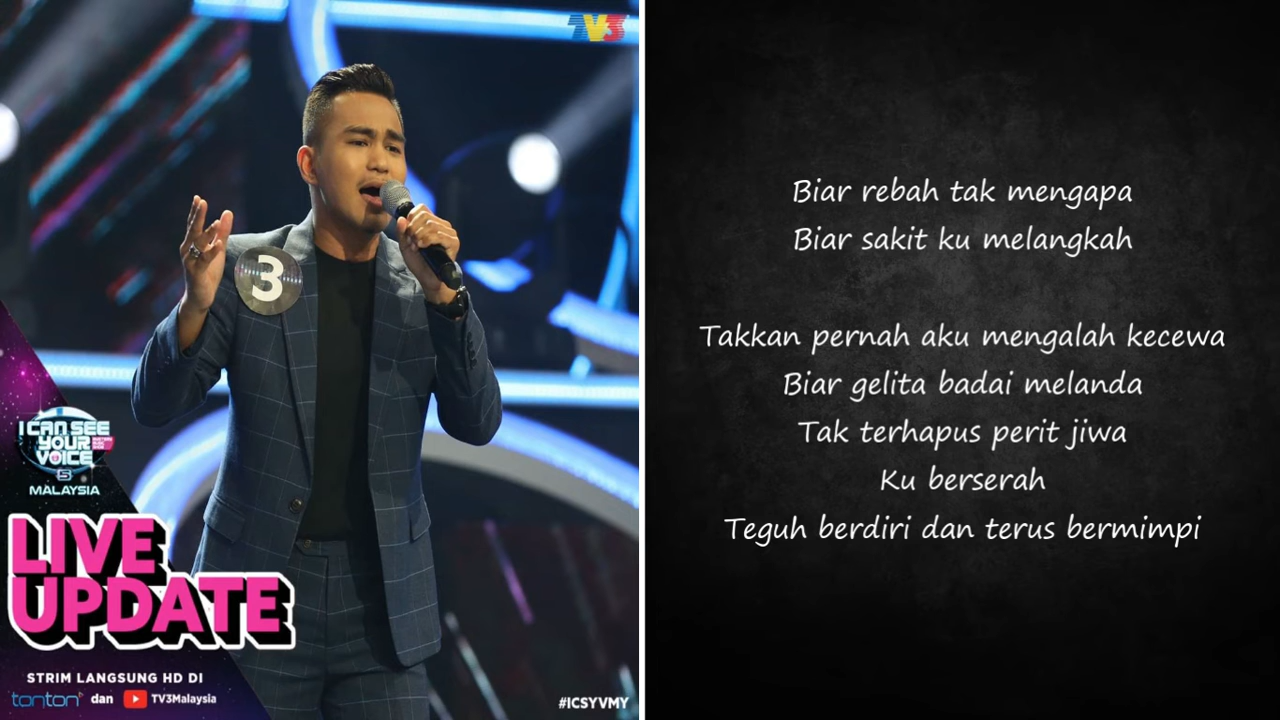 TV3
3
I CAN SEE
YOUR
VOICE
5
MALAYSIA
LIVE
UPDATE
STRIM LANGSUNG HD DI
tonton dan TV3Malaysia
#ICSYVMY
Biar rebah tak mengapa
Biar sakit ku melangkah
Takkan pernah aku mengalah kecewa
Biar gelita badai melanda
Tak terhapus perit jiwa
Ku berserah
Teguh berdiri dan terus bermimpi